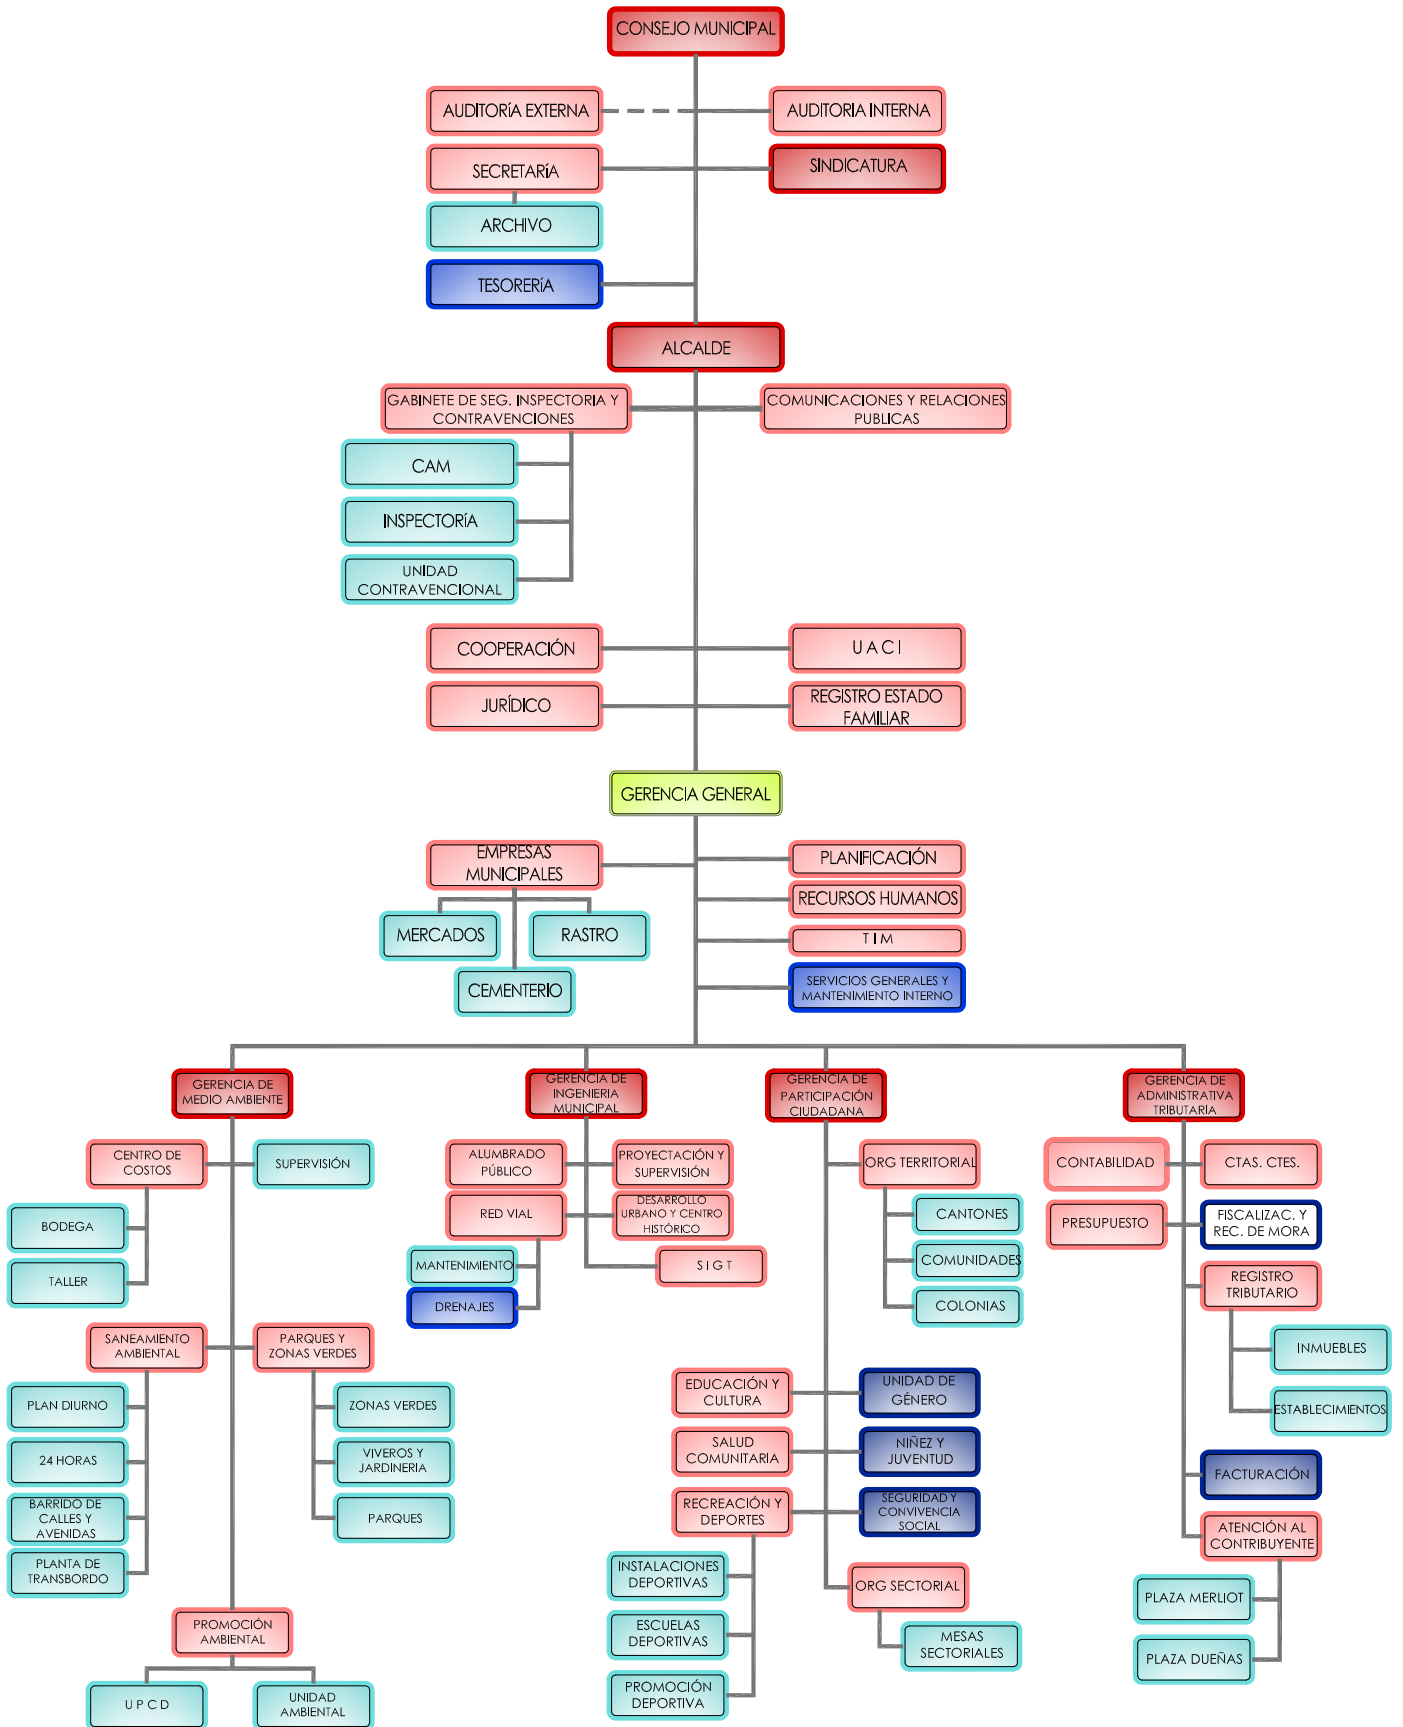 CONSEJO MUNICIPAL
AUDITORÍA EXTERNA
AUDITORIA INTERNA
SECRETARÍA
SINDICATURA
ARCHIVO
TESORERÍA
ALCALDE
GABINETE DE SEG. INSPECTORIA Y
CONTRAVENCIONES
COMUNICACIONES Y RELACIONES
PUBLICAS
CAM
INSPECTORÍA
UNIDAD
CONTRAVENCIONAL
COOPERACIÓN
U A C I
JURÍDICO
REGISTRO ESTADO
FAMILIAR
GERENCIA GENERAL
EMPRESAS
MUNICIPALES
PLANIFICACIÓN
RECURSOS HUMANOS
T I M
SERVICIOS GENERALES Y
MANTENIMIENTO INTERNO
MERCADOS
RASTRO
CEMENTERIO
GERENCIA DE
MEDIO AMBIENTE
CENTRO DE
COSTOS
SUPERVISIÓN
BODEGA
TALLER
SANEAMIENTO
AMBIENTAL
PARQUES Y
ZONAS VERDES
PLAN DIURNO
24 HORAS
BARRIDO DE
CALLES Y
AVENIDAS
PLANTA DE
TRANSBORDO
ZONAS VERDES
VIVEROS Y
JARDINERIA
PARQUES
PROMOCIÓN
AMBIENTAL
U P C D
UNIDAD
AMBIENTAL
GERENCIA DE
INGENIERIA
MUNICIPAL
ALUMBRADO
PÚBLICO
PROYECTACIÓN Y
SUPERVISIÓN
RED VIAL
DESARROLLO
URBANO Y CENTRO
HISTÓRICO
MANTENIMIENTO
DRENAJES
S I G T
GERENCIA DE
PARTICIPACIÓN
CIUDADANA
ORG TERRITORIAL
CANTONES
COMUNIDADES
COLONIAS
EDUCACIÓN Y
CULTURA
UNIDAD DE
GÉNERO
SALUD
COMUNITARIA
NIÑEZ Y
JUVENTUD
RECREACIÓN Y
DEPORTES
SEGURIDAD Y
CONVIVENCIA
SOCIAL
INSTALACIONES
DEPORTIVAS
ESCUELAS
DEPORTIVAS
PROMOCIÓN
DEPORTIVA
ORG SECTORIAL
MESAS
SECTORIALES
GERENCIA DE
ADMINISTRATIVA
TRIBUTARIA
CONTABILIDAD
CTAS. CTES.
PRESUPUESTO
FISCALIZAC. Y
REC. DE MORA
REGISTRO
TRIBUTARIO
INMUEBLES
ESTABLECIMIENTOS
FACTURACIÓN
ATENCIÓN AL
CONTRIBUYENTE
PLAZA MERLIOT
PLAZA DUEÑAS